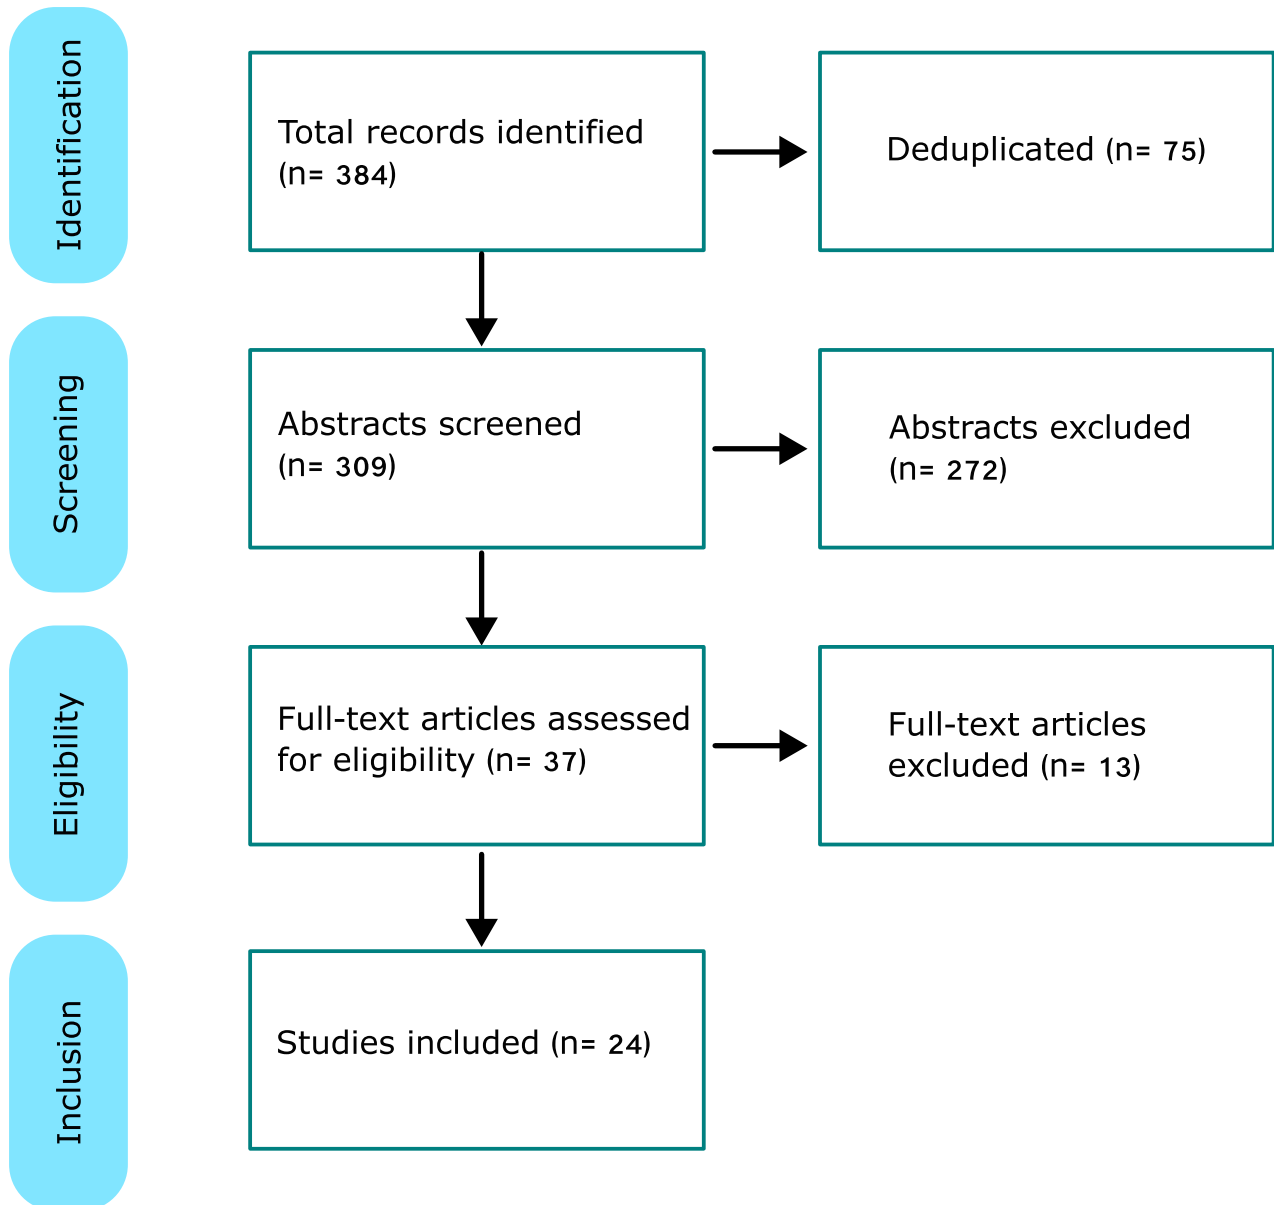 Identification
Total records identified
(n= 384)
Deduplicated (n= 75)
Screening
Abstracts screened
(n= 309)
Abstracts excluded
(n= 272)
Eligibility
Full-text articles assessed
for eligibility (n= 37)
Full-text articles
excluded (n= 13)
Inclusion
Studies included (n= 24)